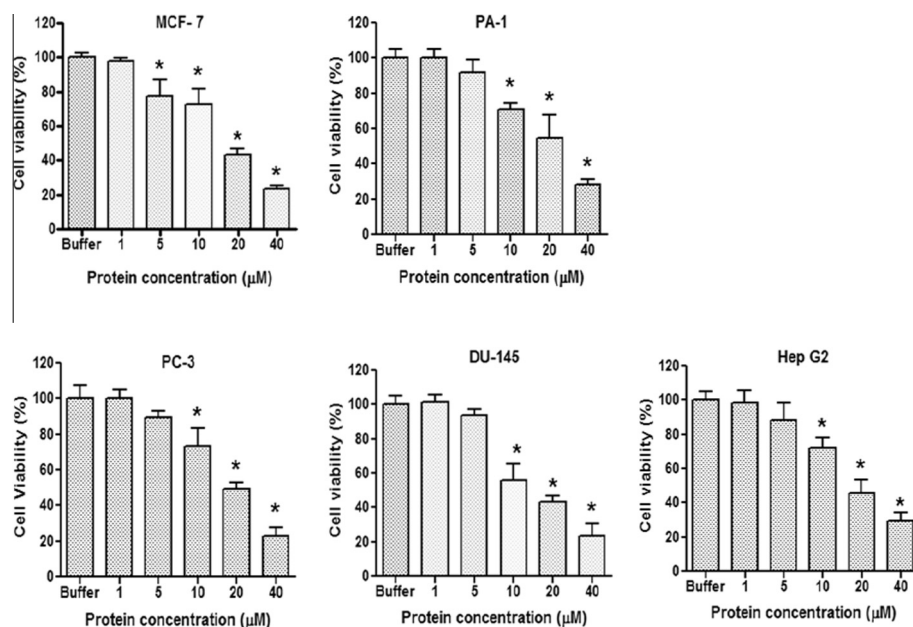 MCF- 7
120
100
80
60
40
20
0
Cell viability (%)
* * * *
Buffer 1 5 10 20 40
Protein concentration (μM)
PA-1
120
100
80
60
40
20
0
Cell viability (%)
* * *
Buffer 1 5 10 20 40
Protein concentration (μM)
PC-3
120
100
80
60
40
20
0
Cell Viability (%)
* * *
Buffer 1 5 10 20 40
Protein concentration (μM)
DU-145
120
100
80
60
40
20
0
Cell viability (%)
* * *
Buffer 1 5 10 20 40
Protein concentration (μM)
Hep G2
120
100
80
60
40
20
0
Cell viability (%)
* * *
Buffer 1 5 10 20 40
Protein concentration (μM)